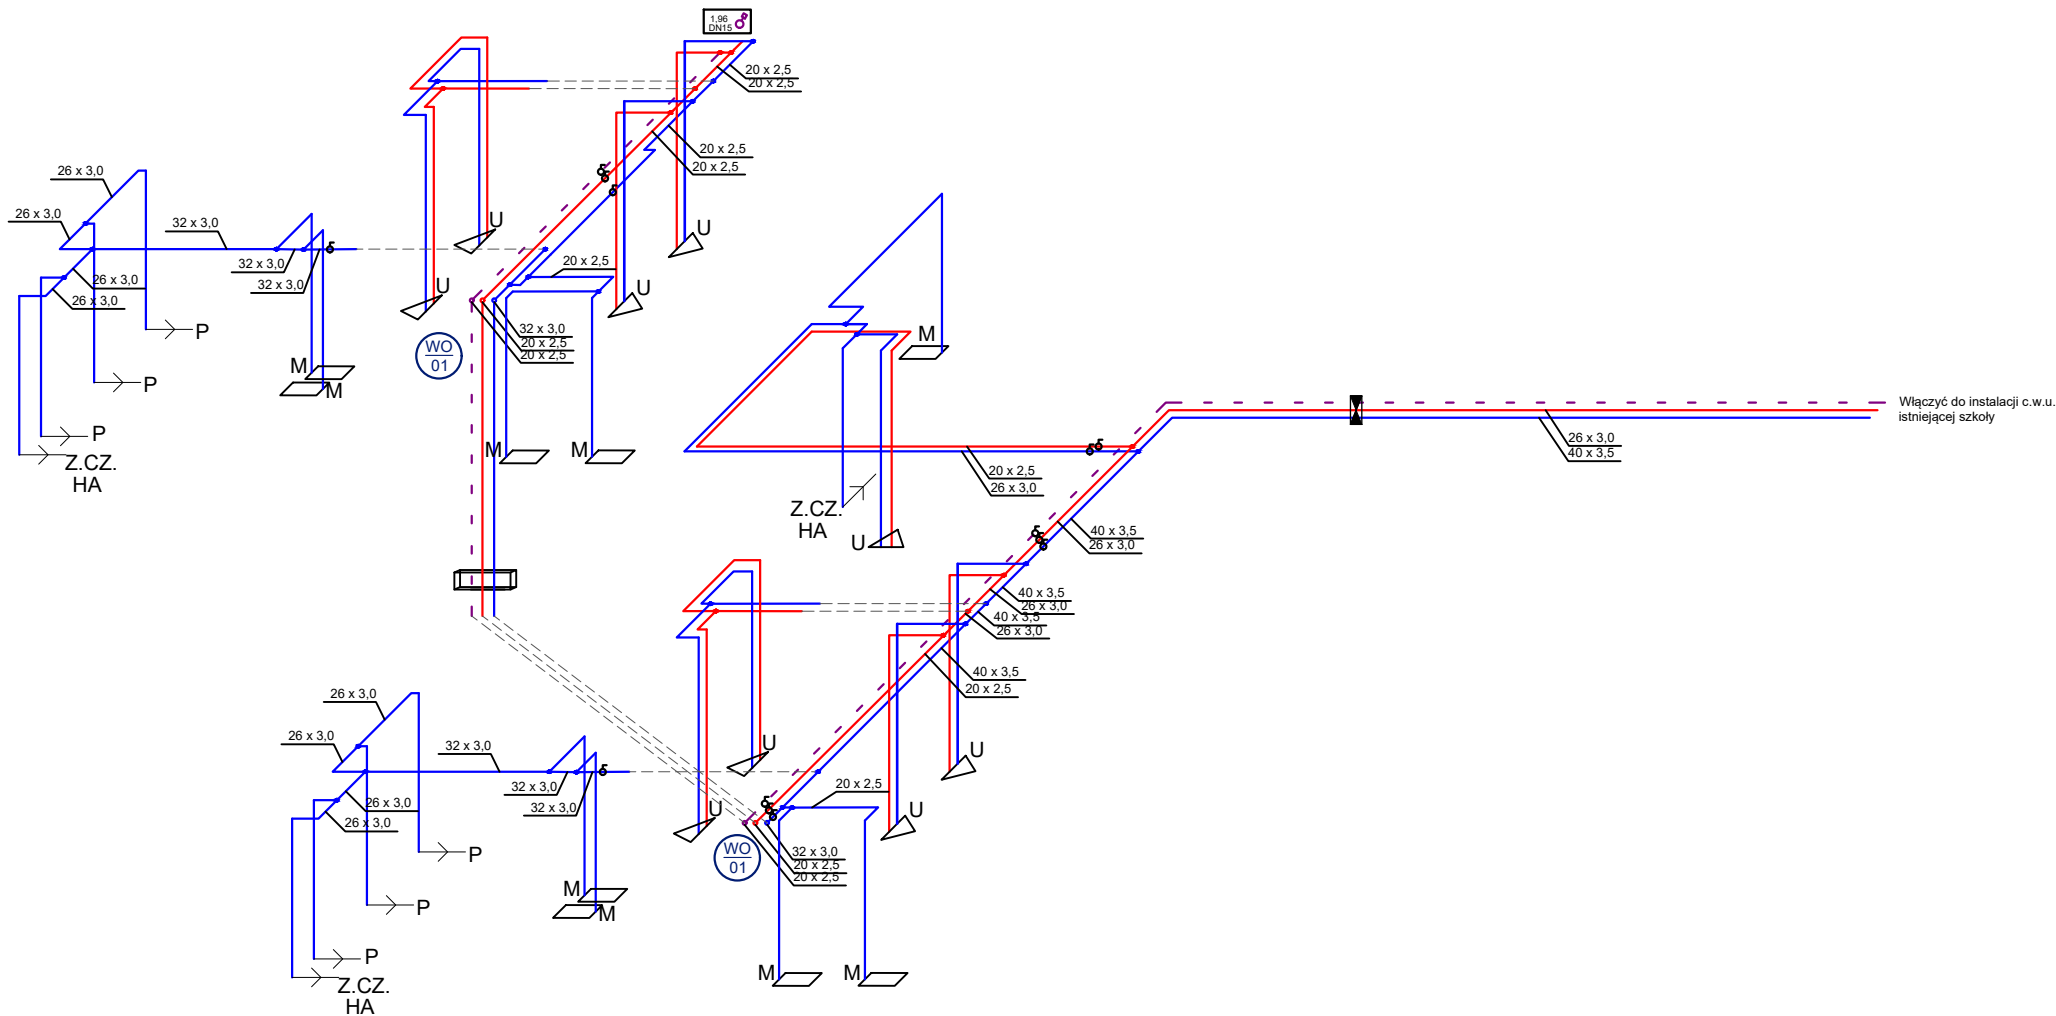 1,96
DN15
20 x 2,5
20 x 2,5
20 x 2,5
20 x 2,5
26 x 3,0
26 x 3,0
32 x 3,0
32 x 3,0
32 x 3,0
26 x 3,0
26 x 3,0
U
U
U
U
20 x 2,5
P
P
P
Z.CZ.
HA
M
M
WO
01
32 x 3,0
20 x 2,5
20 x 2,5
M
M
M
Z.CZ.
HA
U
20 x 2,5
26 x 3,0
Włączyć do instalacji c.w.u.
istniejącej szkoły
26 x 3,0
40 x 3,5
40 x 3,5
26 x 3,0
40 x 3,5
26 x 3,0
40 x 3,5
26 x 3,0
40 x 3,5
20 x 2,5
26 x 3,0
26 x 3,0
32 x 3,0
32 x 3,0
32 x 3,0
26 x 3,0
26 x 3,0
U
U
U
U
20 x 2,5
P
P
P
Z.CZ.
HA
M
M
WO
01
32 x 3,0
20 x 2,5
20 x 2,5
M
M